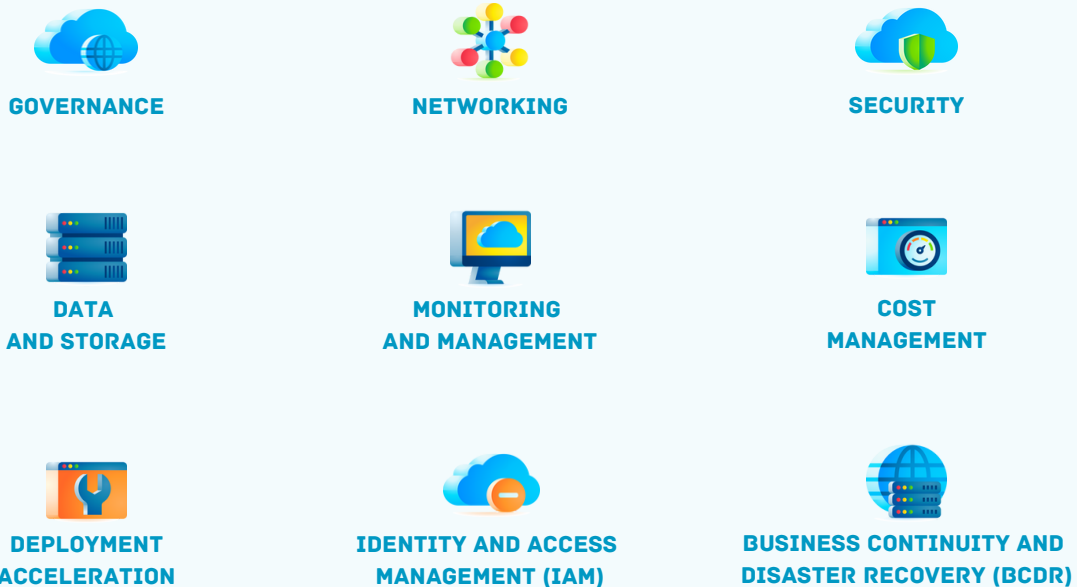 GOVERNANCE
NETWORKING
SECURITY
DATA
AND STORAGE
MONITORING
AND MANAGEMENT
COST
MANAGEMENT
DEPLOYMENT
ACCELERATION
IDENTITY AND ACCESS
MANAGEMENT (IAM)
BUSINESS CONTINUITY AND
DISASTER RECOVERY (BCDR)